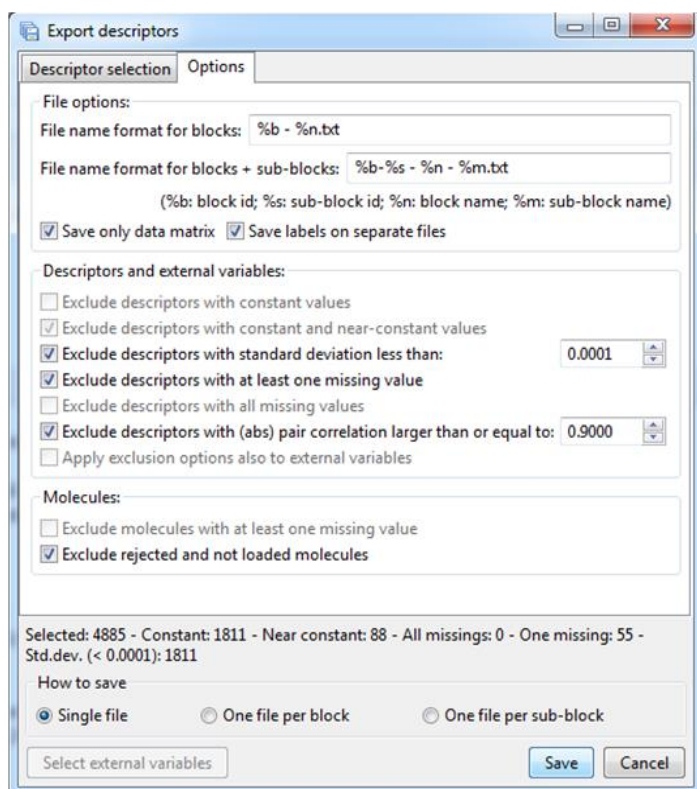 Export descriptors
Descriptor selection Options
File options:
File name format for blocks: %b - %n.txt
File name format for blocks + sub-blocks: %b-%s - %n - %m.txt
(%b: block id; %s: sub-block id; %n: block name; %m: sub-block name)
Save only data matrix Save labels on separate files
Descriptors and external variables:
Exclude descriptors with constant values
Exclude descriptors with constant and near-constant values
Exclude descriptors with standard deviation less than: 0.0001
Exclude descriptors with at least one missing value
Exclude descriptors with all missing values
Exclude descriptors with (abs) pair correlation larger than or equal to: 0.9000
Apply exclusion options also to external variables
Molecules:
Exclude molecules with at least one missing value
Exclude rejected and not loaded molecules
Selected: 4885 - Constant: 1811 - Near constant: 88 - All missings: 0 - One missing: 55 -
Std.dev. (< 0.0001): 1811
How to save
Single file One file per block One file per sub-block
Select external variables Save Cancel